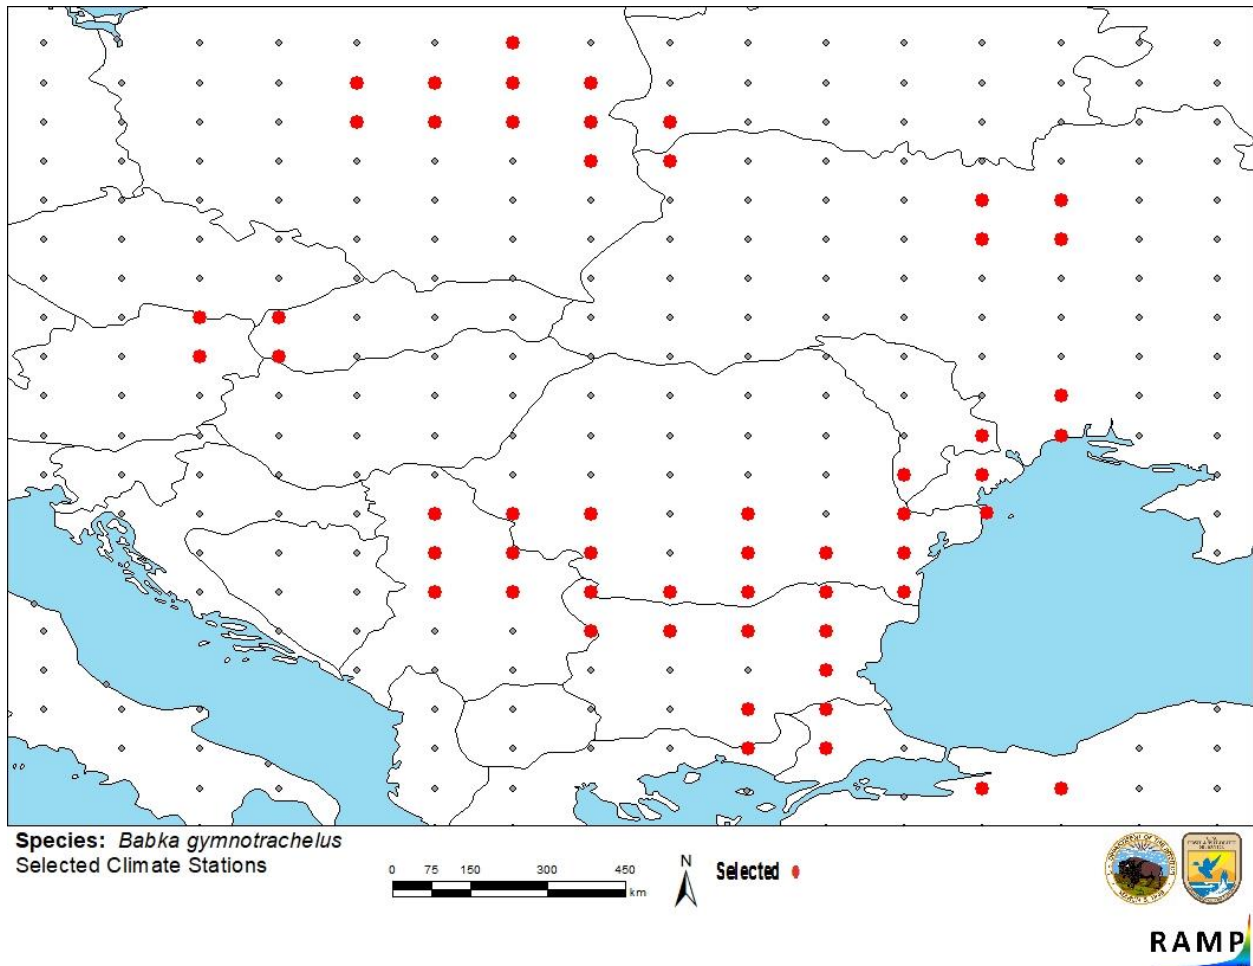 Species: Babka gymnotrachelus
Selected Climate Stations
0 75 150 300 450
km
N
Selected
RAMP